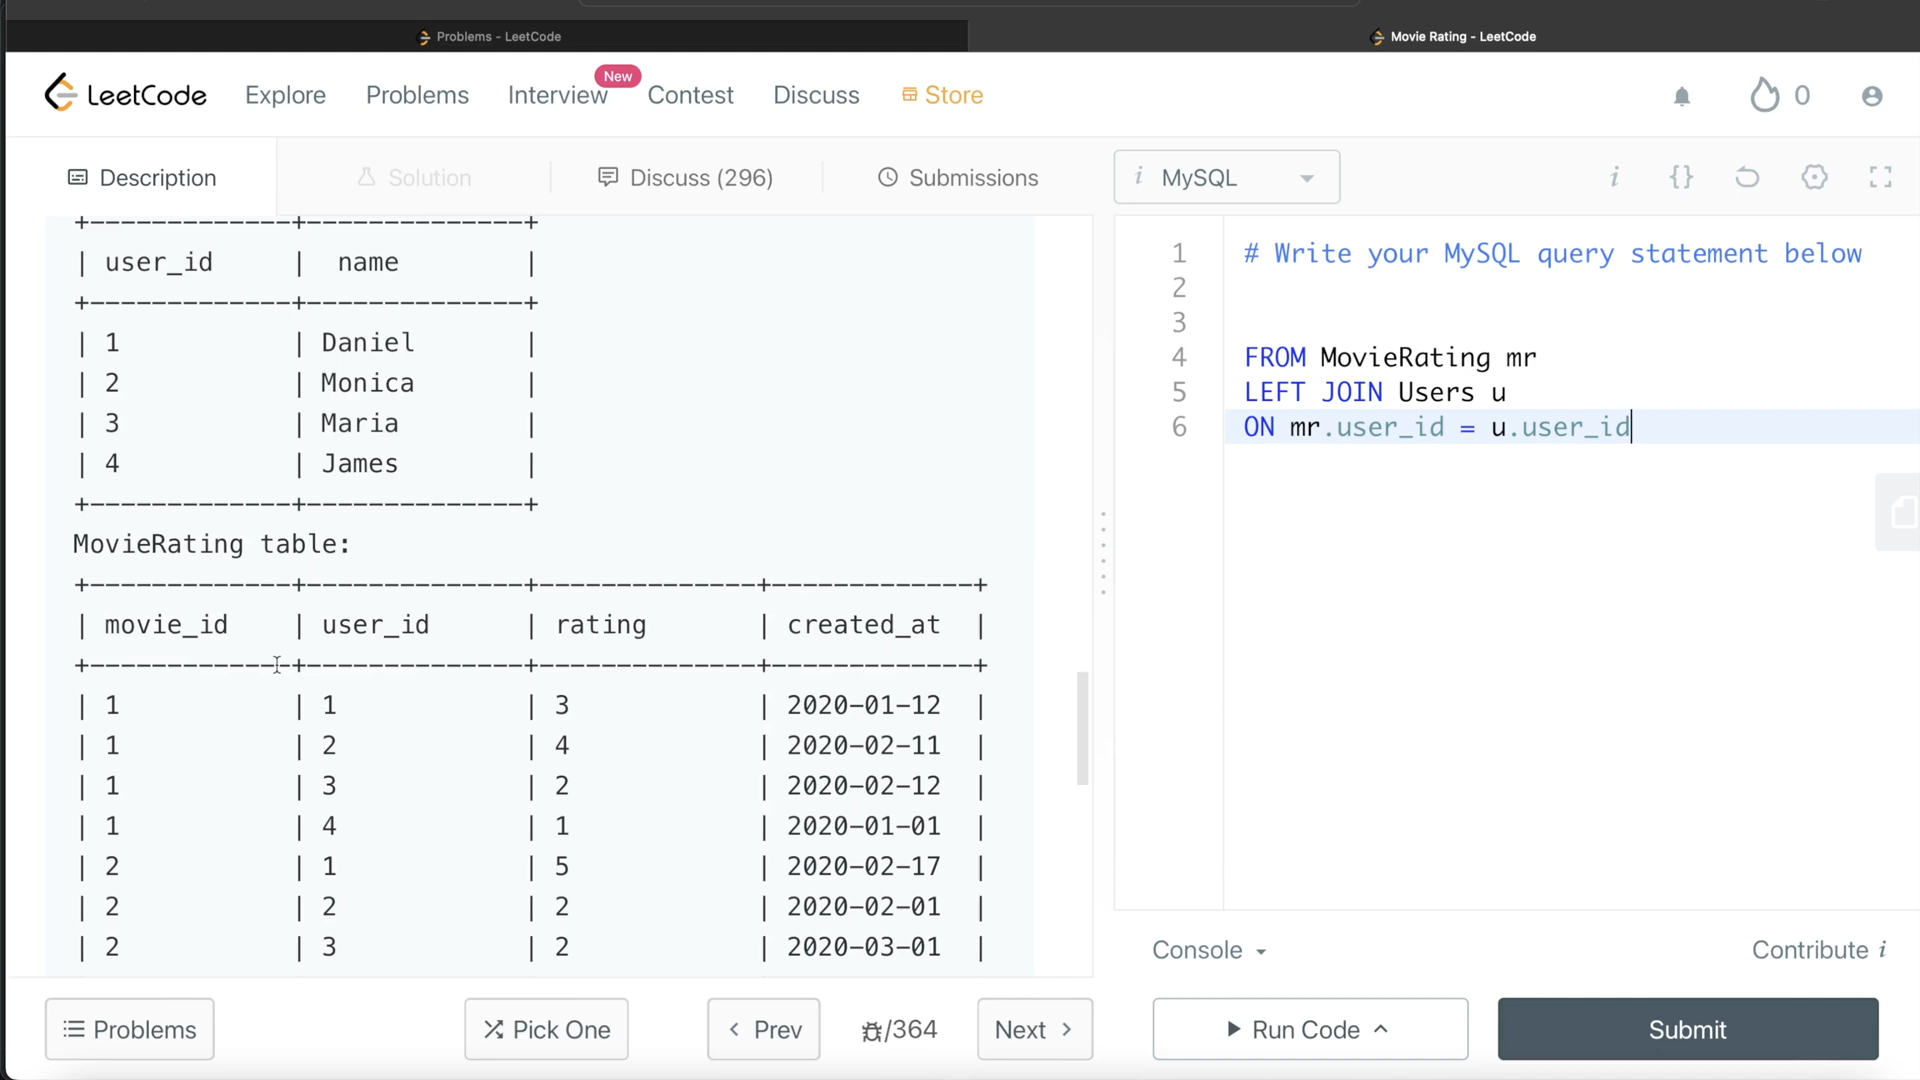 Problems - LeetCode
Movie Rating - LeetCode
LeetCode Explore Problems Interview New Contest Discuss Store 0
Description Solution Discuss (296) Submissions i MySQL i {}
+--------------+---------------+
| user_id | name |
+--------------+---------------+
| 1 | Daniel |
| 2 | Monica |
| 3 | Maria |
| 4 | James |
+--------------+---------------+
MovieRating table:
+--------------+---------------+---------------+--------------+
| movie_id | user_id | rating | created_at |
+--------------+---------------+---------------+--------------+
| 1 | 1 | 3 | 2020-01-12 |
| 1 | 2 | 4 | 2020-02-11 |
| 1 | 3 | 2 | 2020-02-12 |
| 1 | 4 | 1 | 2020-01-01 |
| 2 | 1 | 5 | 2020-02-17 |
| 2 | 2 | 2 | 2020-02-01 |
| 2 | 3 | 2 | 2020-03-01 |
1 # Write your MySQL query statement below
2
3
4 FROM MovieRating mr
5 LEFT JOIN Users u
6 ON mr.user_id = u.user_id
Console Contribute i
Problems Pick One Prev /364 Next Run Code Submit